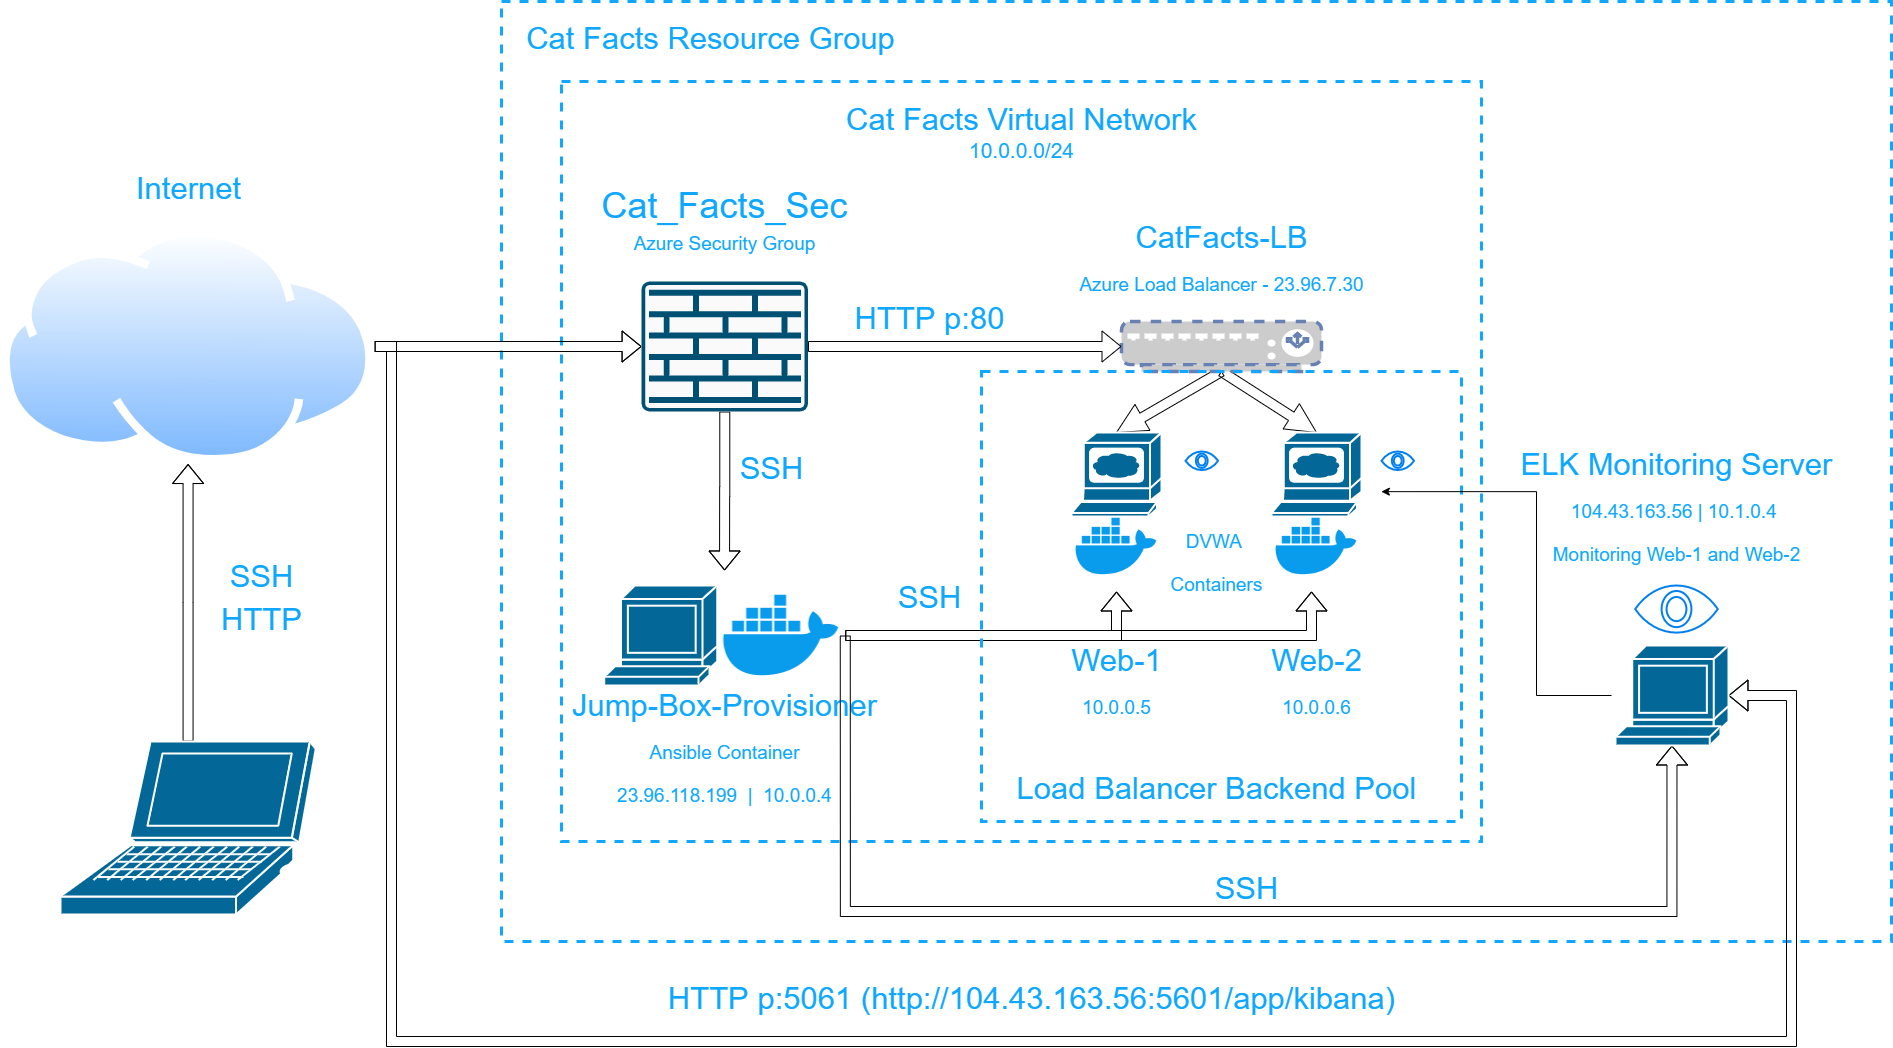 Cat Facts Resource Group
Cat Facts Virtual Network
10.0.0.0/24
Internet
Cat_Facts_Sec
Azure Security Group
CatFacts-LB
Azure Load Balancer - 23.96.7.30
HTTP p:80
SSH
SSH
HTTP
DVWA
Containers
ELK Monitoring Server
104.43.163.56 | 10.1.0.4
Monitoring Web-1 and Web-2
SSH
Web-1
10.0.0.5
Web-2
10.0.0.6
Jump-Box-Provisioner
Ansible Container
23.96.118.199 | 10.0.0.4
Load Balancer Backend Pool
SSH
HTTP p:5061 (http://104.43.163.56:5601/app/kibana)